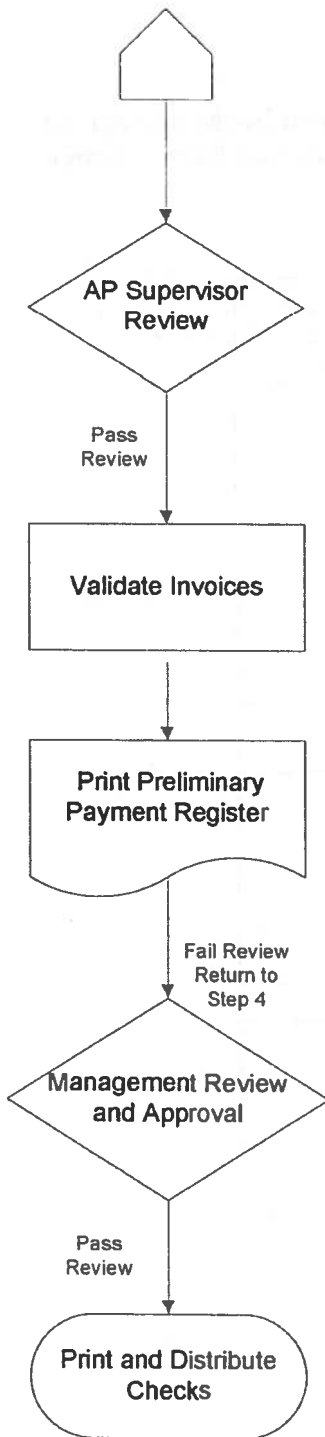 AP Supervisor
Review
Pass
Review
Validate Invoices
Print Preliminary
Payment Register
Fail Review
Return to
Step 4
Management Review
and Approval
Pass
Review
Print and Distribute
Checks